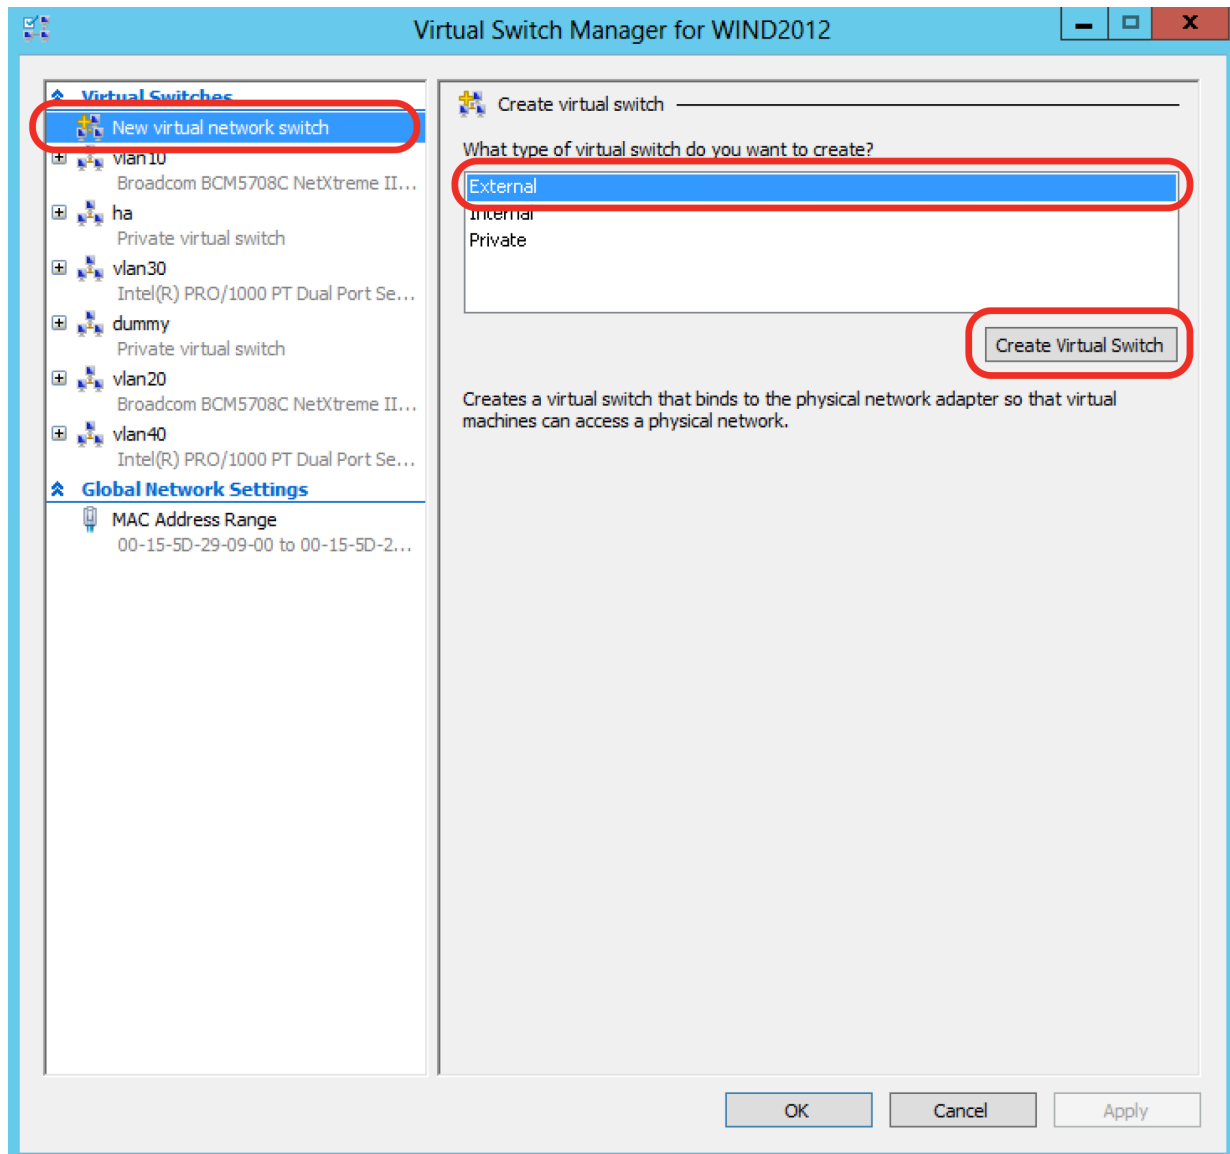 Virtual Switch Manager for WIND2012
Virtual Switches
New virtual network switch
vlan10
Broadcom BCM5708C NetXtreme II...
ha
Private virtual switch
vlan30
Intel(R) PRO/1000 PT Dual Port Se...
dummy
Private virtual switch
vlan20
Broadcom BCM5708C NetXtreme II...
vlan40
Intel(R) PRO/1000 PT Dual Port Se...
Global Network Settings
MAC Address Range
00-15-5D-29-09-00 to 00-15-5D-2...
Create virtual switch
What type of virtual switch do you want to create?
External
Internal
Private
Create Virtual Switch
Creates a virtual switch that binds to the physical network adapter so that virtual
machines can access a physical network.
OK
Cancel
Apply